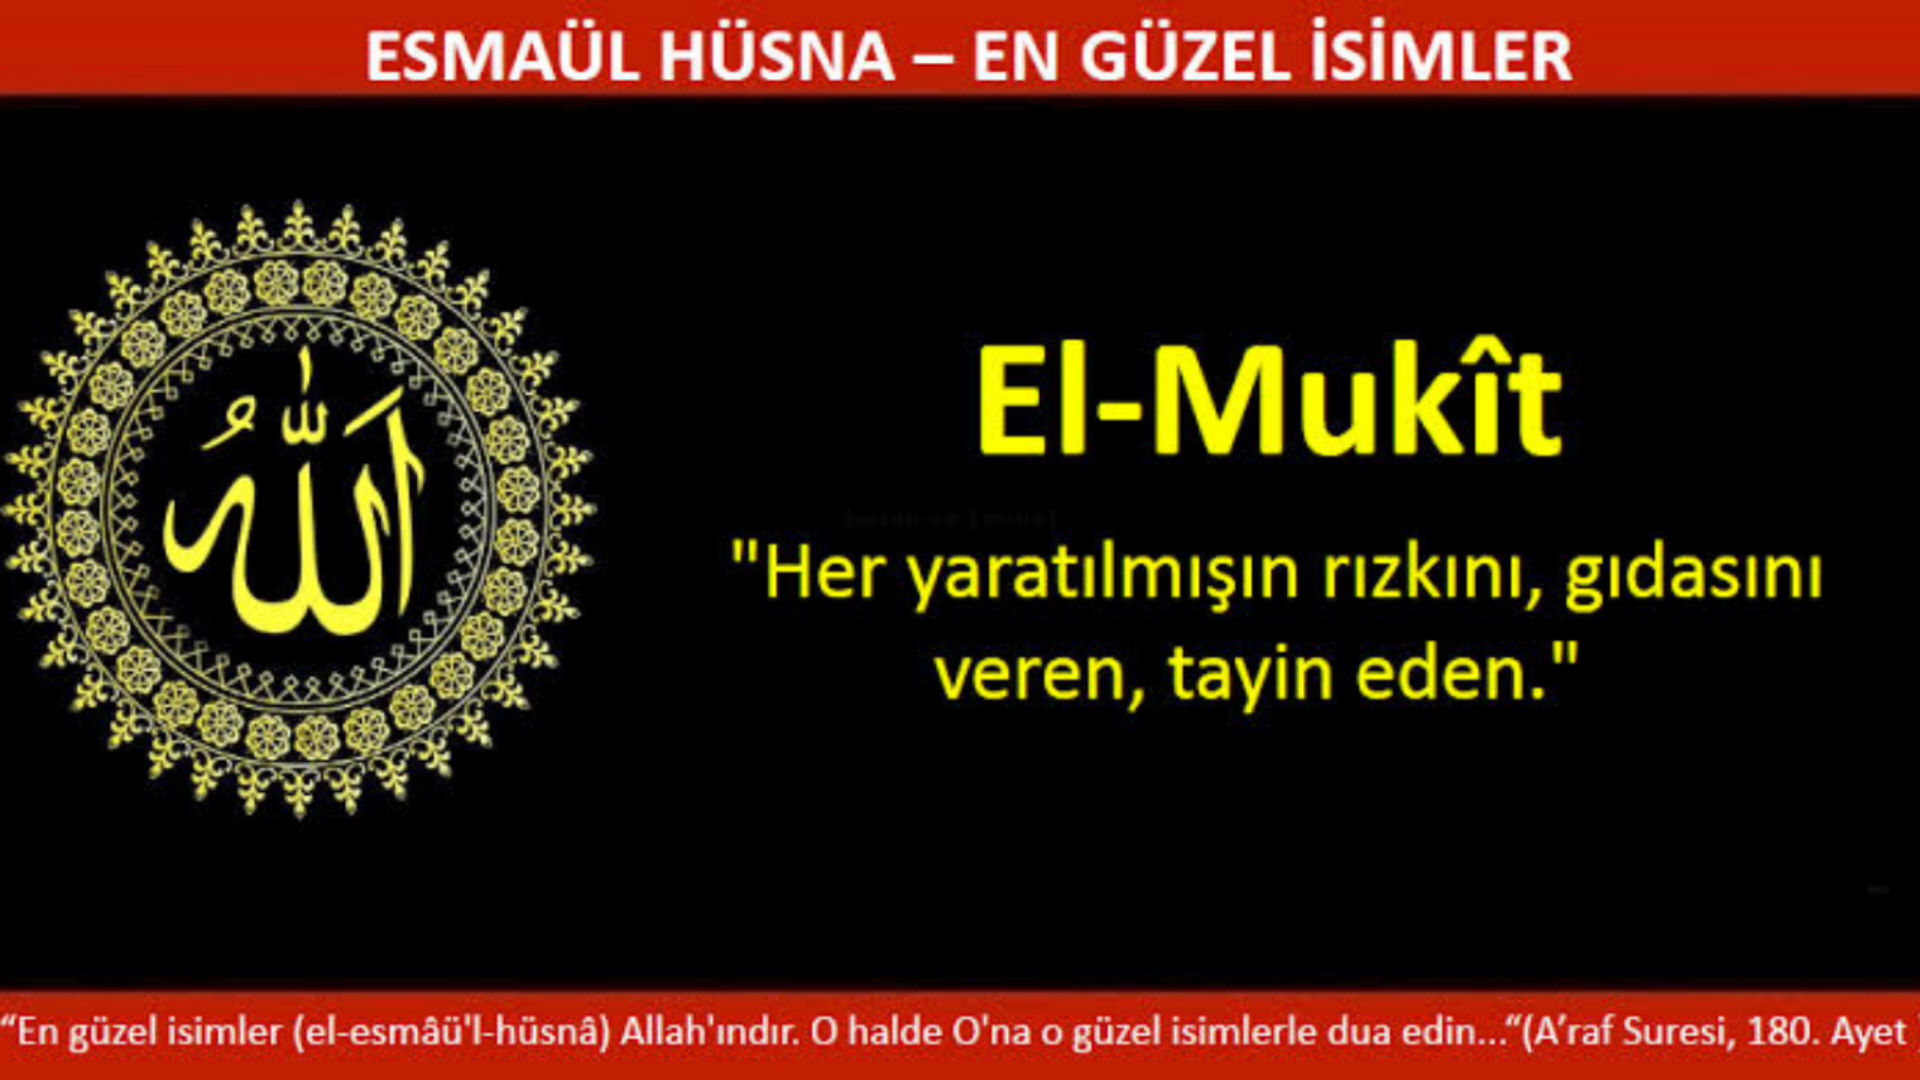 ESMAÜL HÜSNA – EN GÜZEL İSİMLER
اللّٰهُ
El-Mukît
"Her yaratılmışın rızkını, gıdasını
veren, tayin eden."
“En güzel isimler (el-esmâü'l-hüsnâ) Allah'ındır. O halde O'na o güzel isimlerle dua edin...“(A’raf Suresi, 180. Ayet